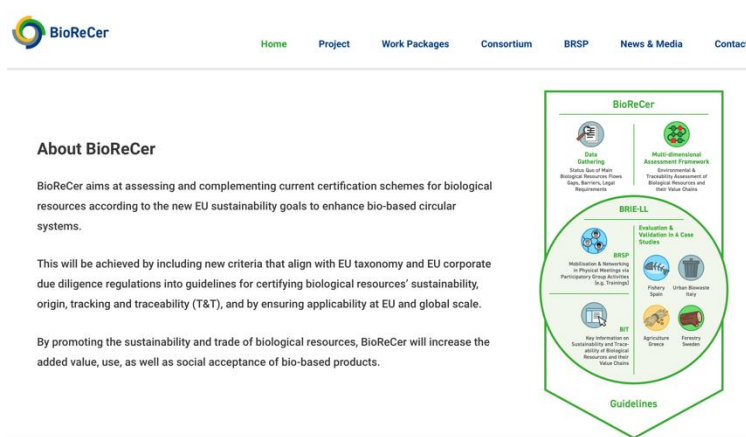 BioReCer
Home Project Work Packages Consortium BRSP News & Media Contact
About BioReCer
BioReCer aims at assessing and complementing current certification schemes for biological
resources according to the new EU sustainability goals to enhance bio-based circular
systems.
This will be achieved by including new criteria that align with EU taxonomy and EU corporate
due diligence regulations into guidelines for certifying biological resources' sustainability,
origin, tracking and traceability (T&T), and by ensuring applicability at EU and global scale.
By promoting the sustainability and trade of biological resources, BioReCer will increase the
added value, use, as well as social acceptance of bio-based products.
BioReCer
Data
Gathering
Status Quo of Main
Biological Resources Flows
Gaps, Barriers, Legal
Requirements
Multi-dimensional
Assessment Framework
Environmental &
Traceability Assessment of
Biological Resources and
their Value Chains
BRIE-LL
BRSP
Mobilisation & Networking
in Physical Meetings via
Participatory Group Activities
(e.g. Trainings)
Evaluation &
Validation in 4 Case
Studies
Fishery
Spain
Urban Biowaste
Italy
BIT
Key Information on
Sustainability and Trace-
ability of Biological
Resources and their
Value Chains
Agriculture
Greece
Forestry
Sweden
Guidelines